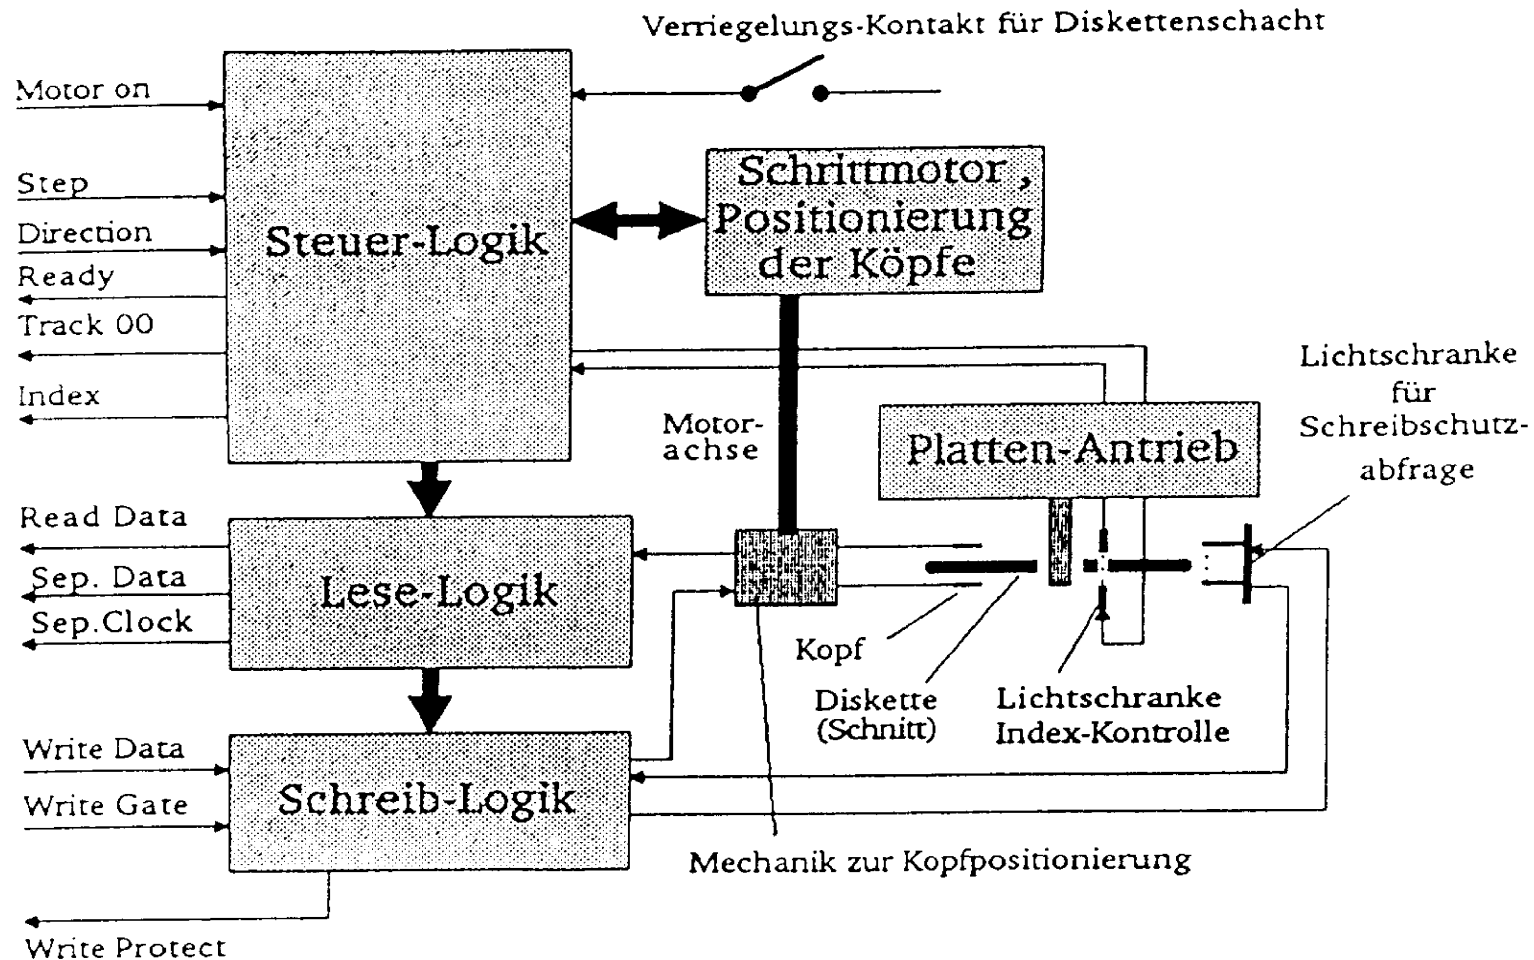 Verriegelungs-Kontakt für Diskettenschacht
Motor on
Step
Direction
Ready
Track 00
Index
Steuer-Logik
Schrittmotor ,
Positionierung
der Köpfe
Motor-
achse
Platten-Antrieb
Lichtschranke
für
Schreibschutz-
abfrage
Read Data
Sep. Data
Sep.Clock
Lese-Logik
Kopf
Diskette
(Schnitt)
Lichtschranke
Index-Kontrolle
Write Data
Write Gate
Schreib-Logik
Mechanik zur Kopfpositionierung
Write Protect